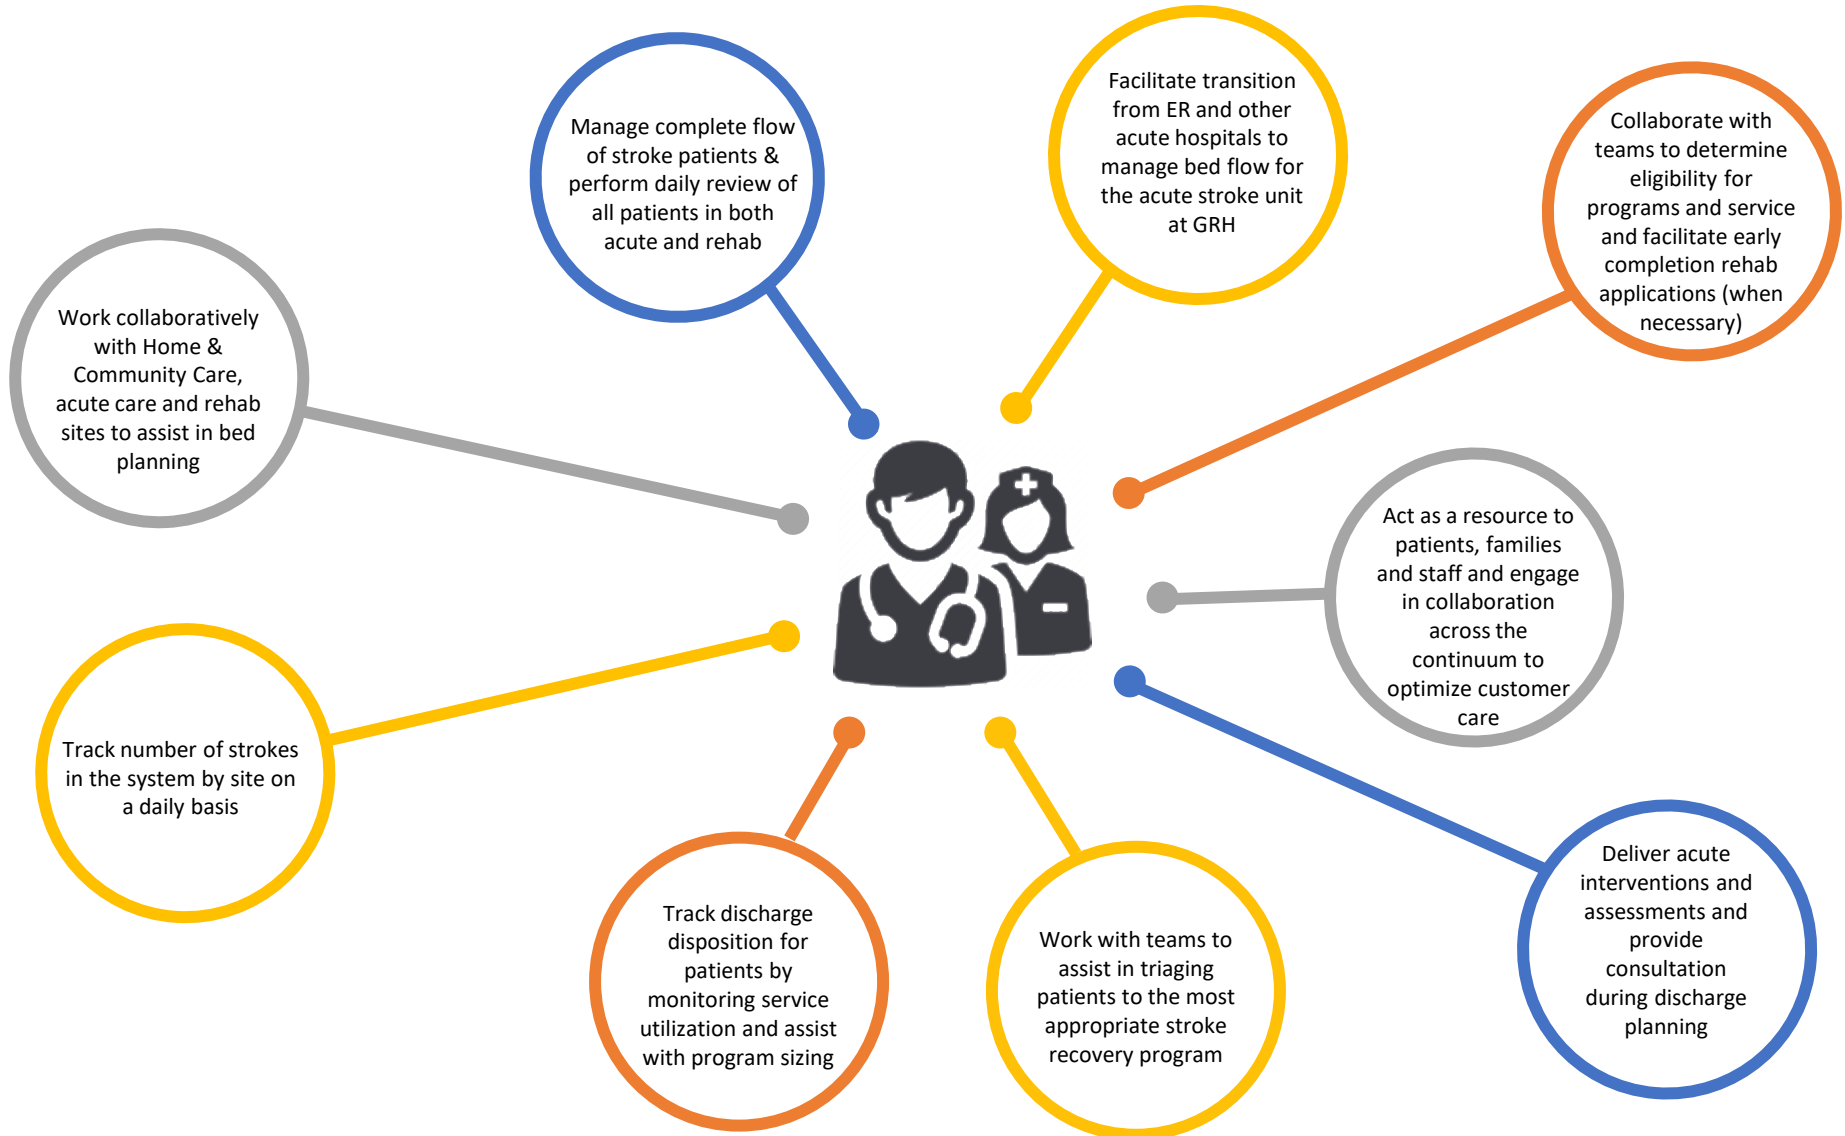 Manage complete flow
of stroke patients &
perform daily review of
all patients in both
acute and rehab
Facilitate transition
from ER and other
acute hospitals to
manage bed flow for
the acute stroke unit
at GRH
Collaborate with
teams to determine
eligibility for
programs and service
and facilitate early
completion rehab
applications (when
necessary)
Work collaboratively
with Home &
Community Care,
acute care and rehab
sites to assist in bed
planning
Act as a resource to
patients, families
and staff and engage
in collaboration
across the
continuum to
optimize customer
care
Track number of strokes
in the system by site on
a daily basis
Track discharge
disposition for
patients by
monitoring service
utilization and assist
with program sizing
Work with teams to
assist in triaging
patients to the most
appropriate stroke
recovery program
Deliver acute
interventions and
assessments and
provide
consultation
during discharge
planning